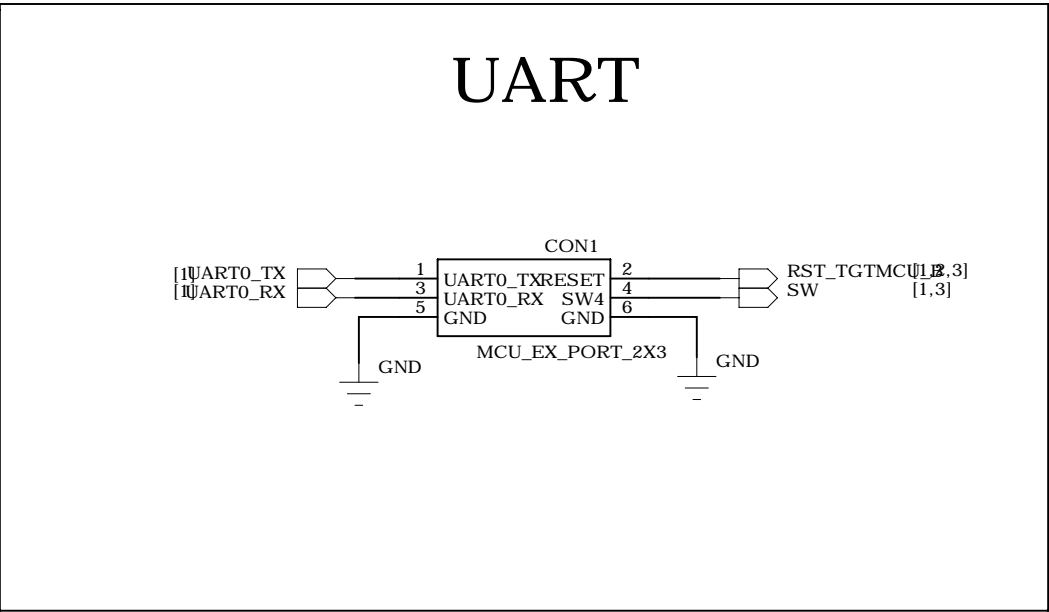 UART
CON1
[1] UART0_TX 1 UART0_TX RESET 2 RST_TGTMCU_B [1,2,3]
[1] UART0_RX 3 UART0_RX SW4 4 SW [1,3]
5 GND GND 6
MCU_EX_PORT_2X3
GND GND